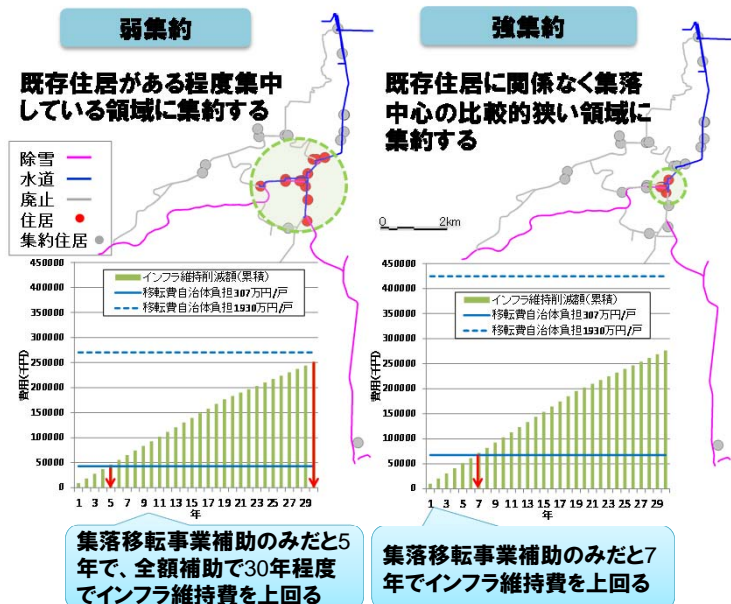 弱集約
既存住居がある程度集中
している領域に集約する
除雪
水道
廃止
住居
集約住居
450000
400000
350000
300000
250000
200000
150000
100000
50000
0
費用(千円)
インフラ維持削減額(累積)
移転費自治体負担307万円/戸
移転費自治体負担1930万円/戸
1 3 5 7 9 11 13 15 17 19 21 23 25 27 29
年
集落移転事業補助のみだと5
年で、全額補助で30年程度
でインフラ維持費を上回る
強集約
既存住居に関係なく集落
中心の比較的狭い領域に
集約する
0 2km
450000
400000
350000
300000
250000
200000
150000
100000
50000
0
費用(千円)
インフラ維持削減額(累積)
移転費自治体負担307万円/戸
移転費自治体負担1930万円/戸
1 3 5 7 9 11 13 15 17 19 21 23 25 27 29
年
集落移転事業補助のみだと7
年でインフラ維持費を上回る